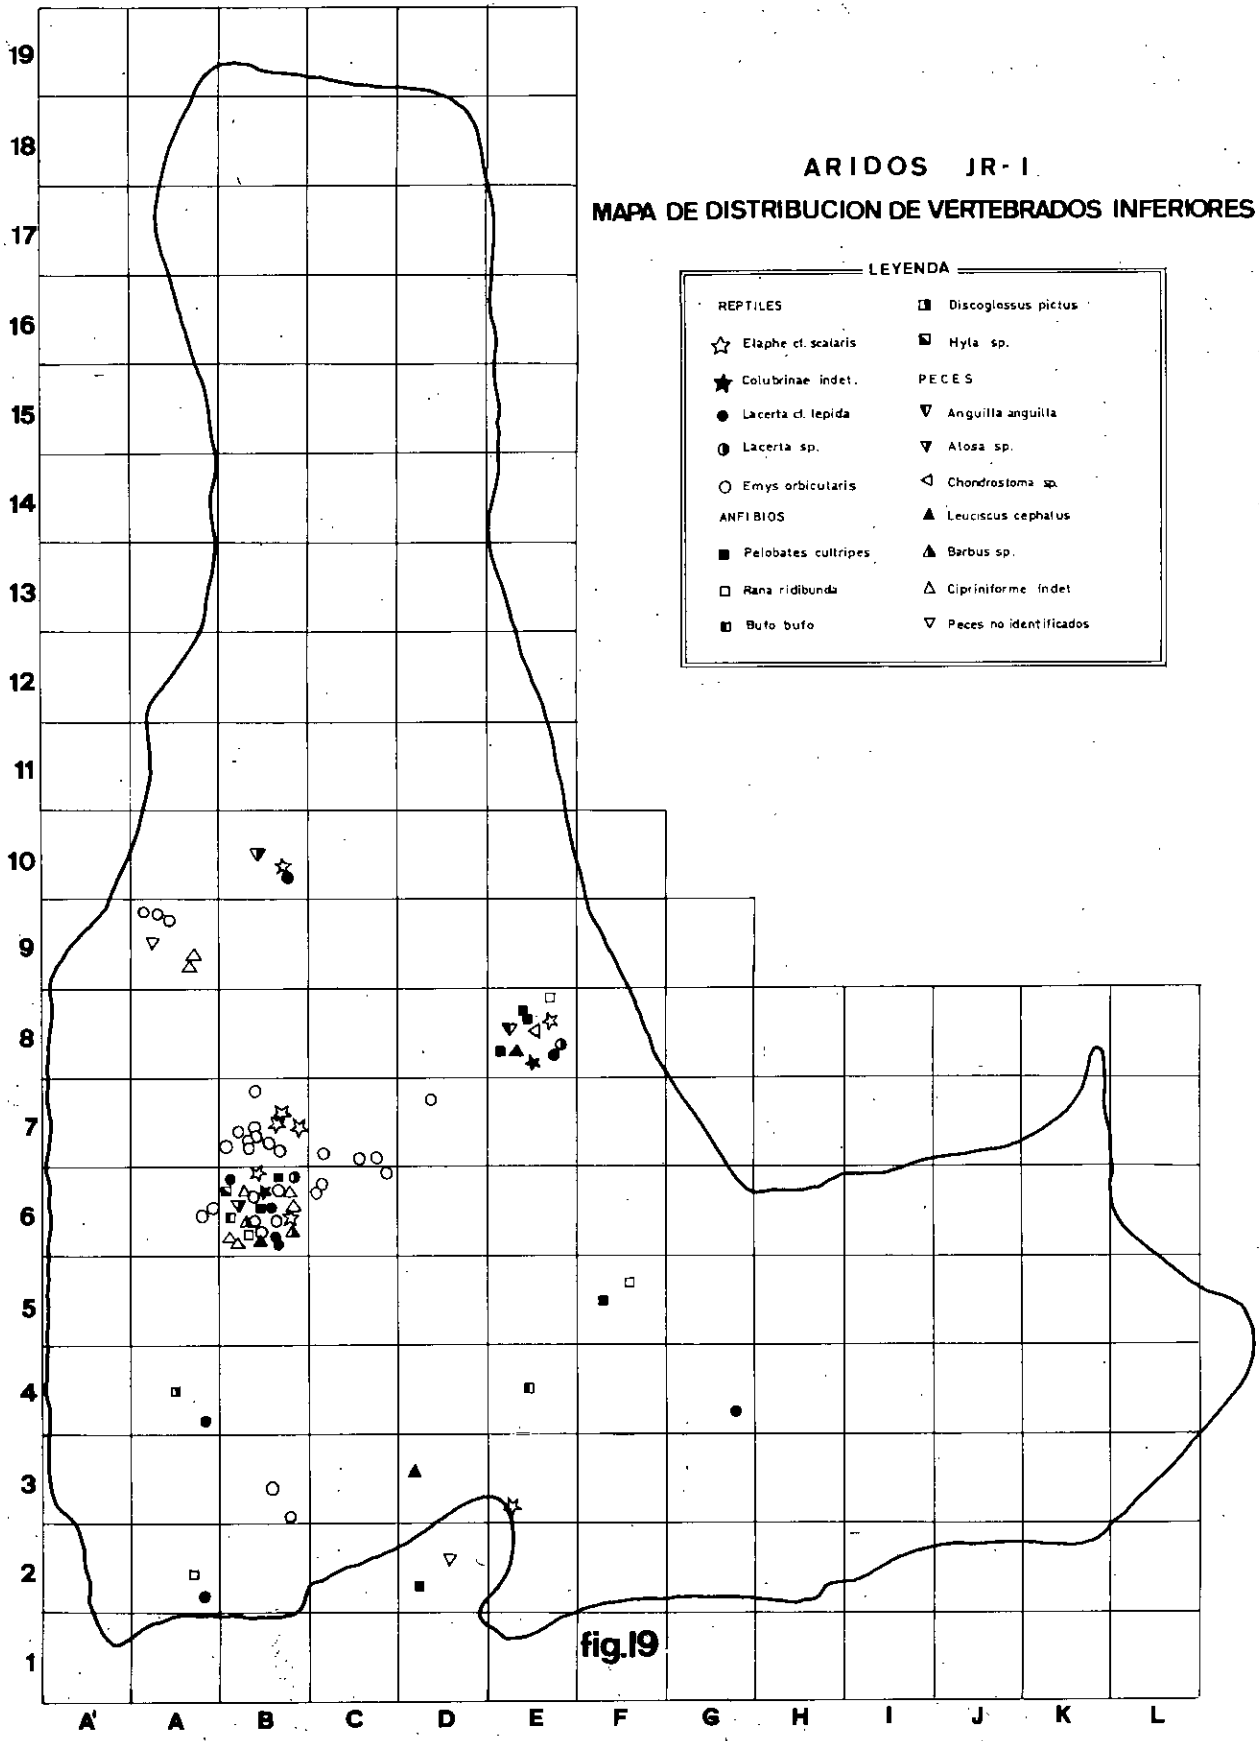 ARIDOS JR-I
MAPA DE DISTRIBUCION DE VERTEBRADOS INFERIORES
LEYENDA
REPTILES
Elaphe cf. scalaris
Colubrinae indet.
Lacerta cf. lepida
Lacerta sp.
Emys orbicularis
ANFIBIOS
Pelobates cultripes
Rana ridibunda
Bufo bufo
Discoglossus pictus
Hyla sp.
PECES
Anguilla anguilla
Alosa sp.
Chondrostoma sp.
Leuciscus cephalus
Barbus sp.
Cipriniforme indet
Peces no identificados
19
18
17
16
15
14
13
12
11
10
9
8
7
6
5
4
3
2
1
fig.19
A' A B C D E F G H I J K L